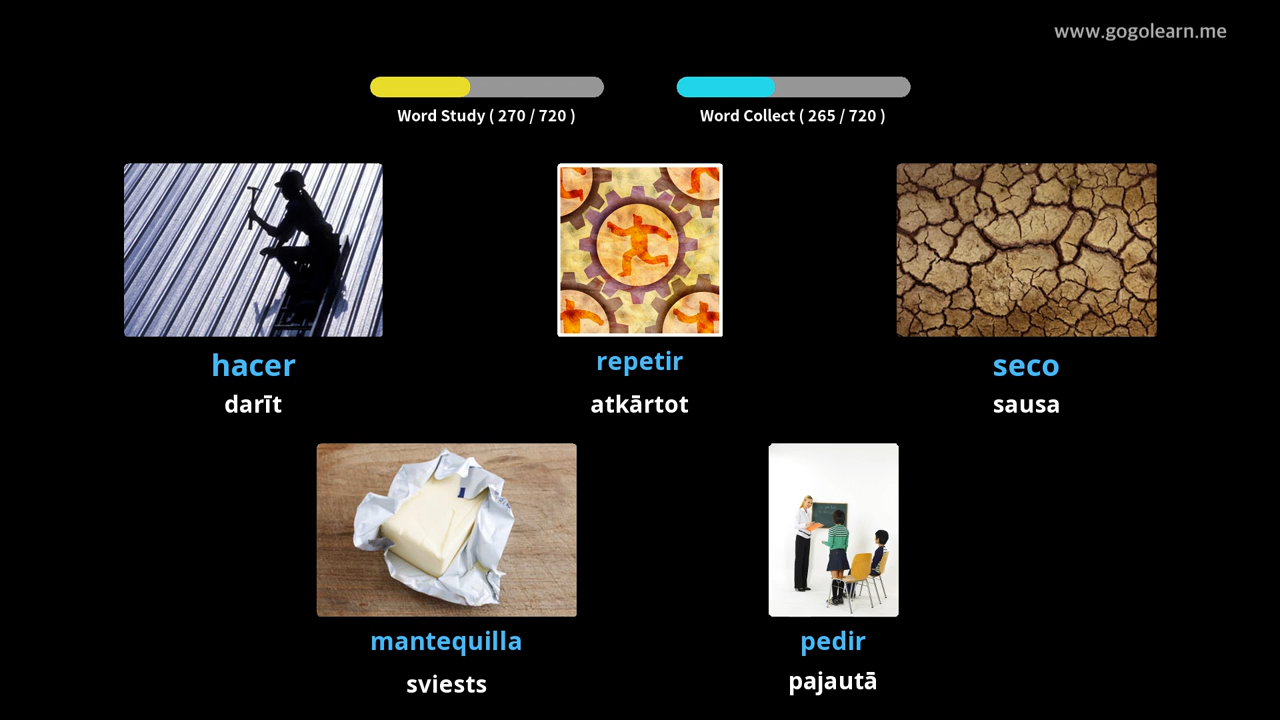 www.gogolearn.me
Word Study ( 270 / 720 )
Word Collect ( 265 / 720 )
hacer
darīt
repetir
atkārtot
seco
sausa
mantequilla
sviests
pedir
pajautā